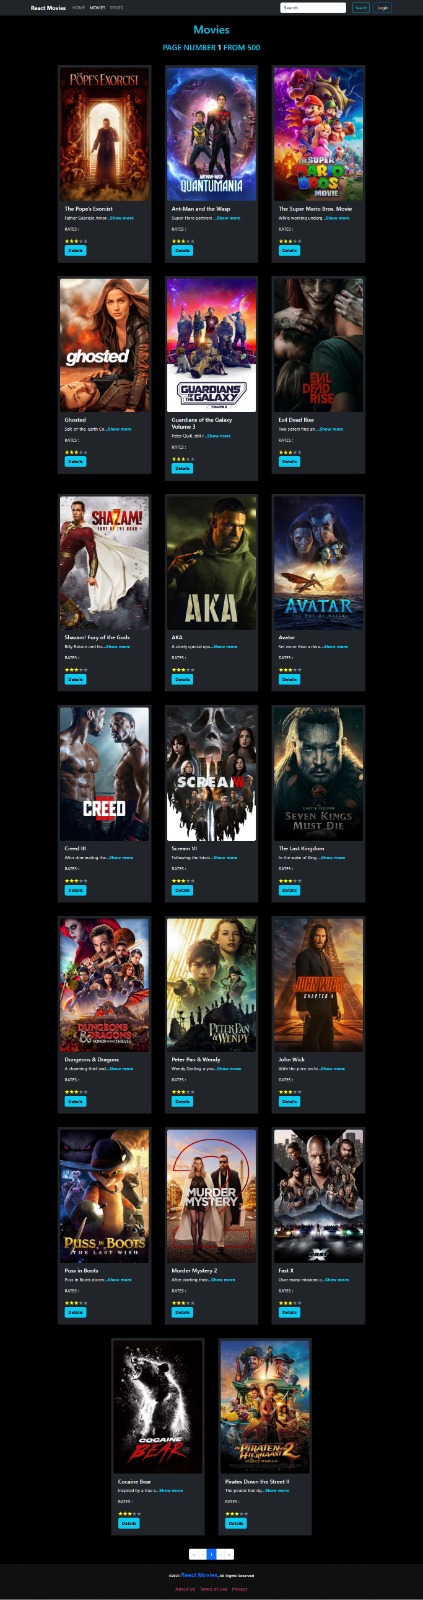 React Movies HOME MOVIES SERIES Search Search Login
Movies
PAGE NUMBER 1 FROM 500
THE POPE'S EXORCIST
ANT-MAN AND THE WASP
QUANTUMANIA
THE SUPER MARIO BROS. MOVIE
The Pope's Exorcist
Father Gabriele Amor...Show more
RATES :
Details
Ant-Man and the Wasp
Super-Hero partners ...Show more
RATES :
Details
The Super Mario Bros. Movie
While working underg...Show more
RATES :
Details
ghosted
GUARDIANS OF THE GALAXY
EVIL DEAD RISE
Ghosted
Salt-of-the-earth Co...Show more
RATES :
Details
Guardians of the Galaxy
Volume 3
Peter Quill, still r...Show more
RATES :
Details
Evil Dead Rise
Two sisters find an ...Show more
RATES :
Details
SHAZAM!
FURY OF THE GODS
AKA
AVATAR
Shazam! Fury of the Gods
Billy Batson and his...Show more
RATES :
Details
AKA
A steely special ops...Show more
RATES :
Details
Avatar
Set more than a deca...Show more
RATES :
Details
CREED
SCREAM
SEVEN KINGS
MUST DIE
Creed III
After dominating the...Show more
RATES :
Details
Scream VI
Following the latest...Show more
RATES :
Details
The Last Kingdom
In the wake of King ...Show more
RATES :
Details
DUNGEONS & DRAGONS
PETER PAN & WENDY
JOHN WICK
CHAPTER 4
Dungeons & Dragons
A charming thief and...Show more
RATES :
Details
Peter Pan & Wendy
Wendy Darling, a you...Show more
RATES :
Details
John Wick
With the price on hi...Show more
RATES :
Details
PUSS IN BOOTS
THE LAST WISH
MURDER MYSTERY 2
Puss in Boots
Puss in Boots discov...Show more
RATES :
Details
Murder Mystery 2
After starting their...Show more
RATES :
Details
Fast X
Over many missions a...Show more
RATES :
Details
COCAINE BEAR
DE PIRATEN VAN HIERNAAST 2
Cocaine Bear
Inspired by a true s...Show more
RATES :
Details
Pirates Down the Street II
The pirates feel rig...Show more
RATES :
Details
1
©2023 React Movies, All Rights Reserved
About Us Terms of Use Privacy